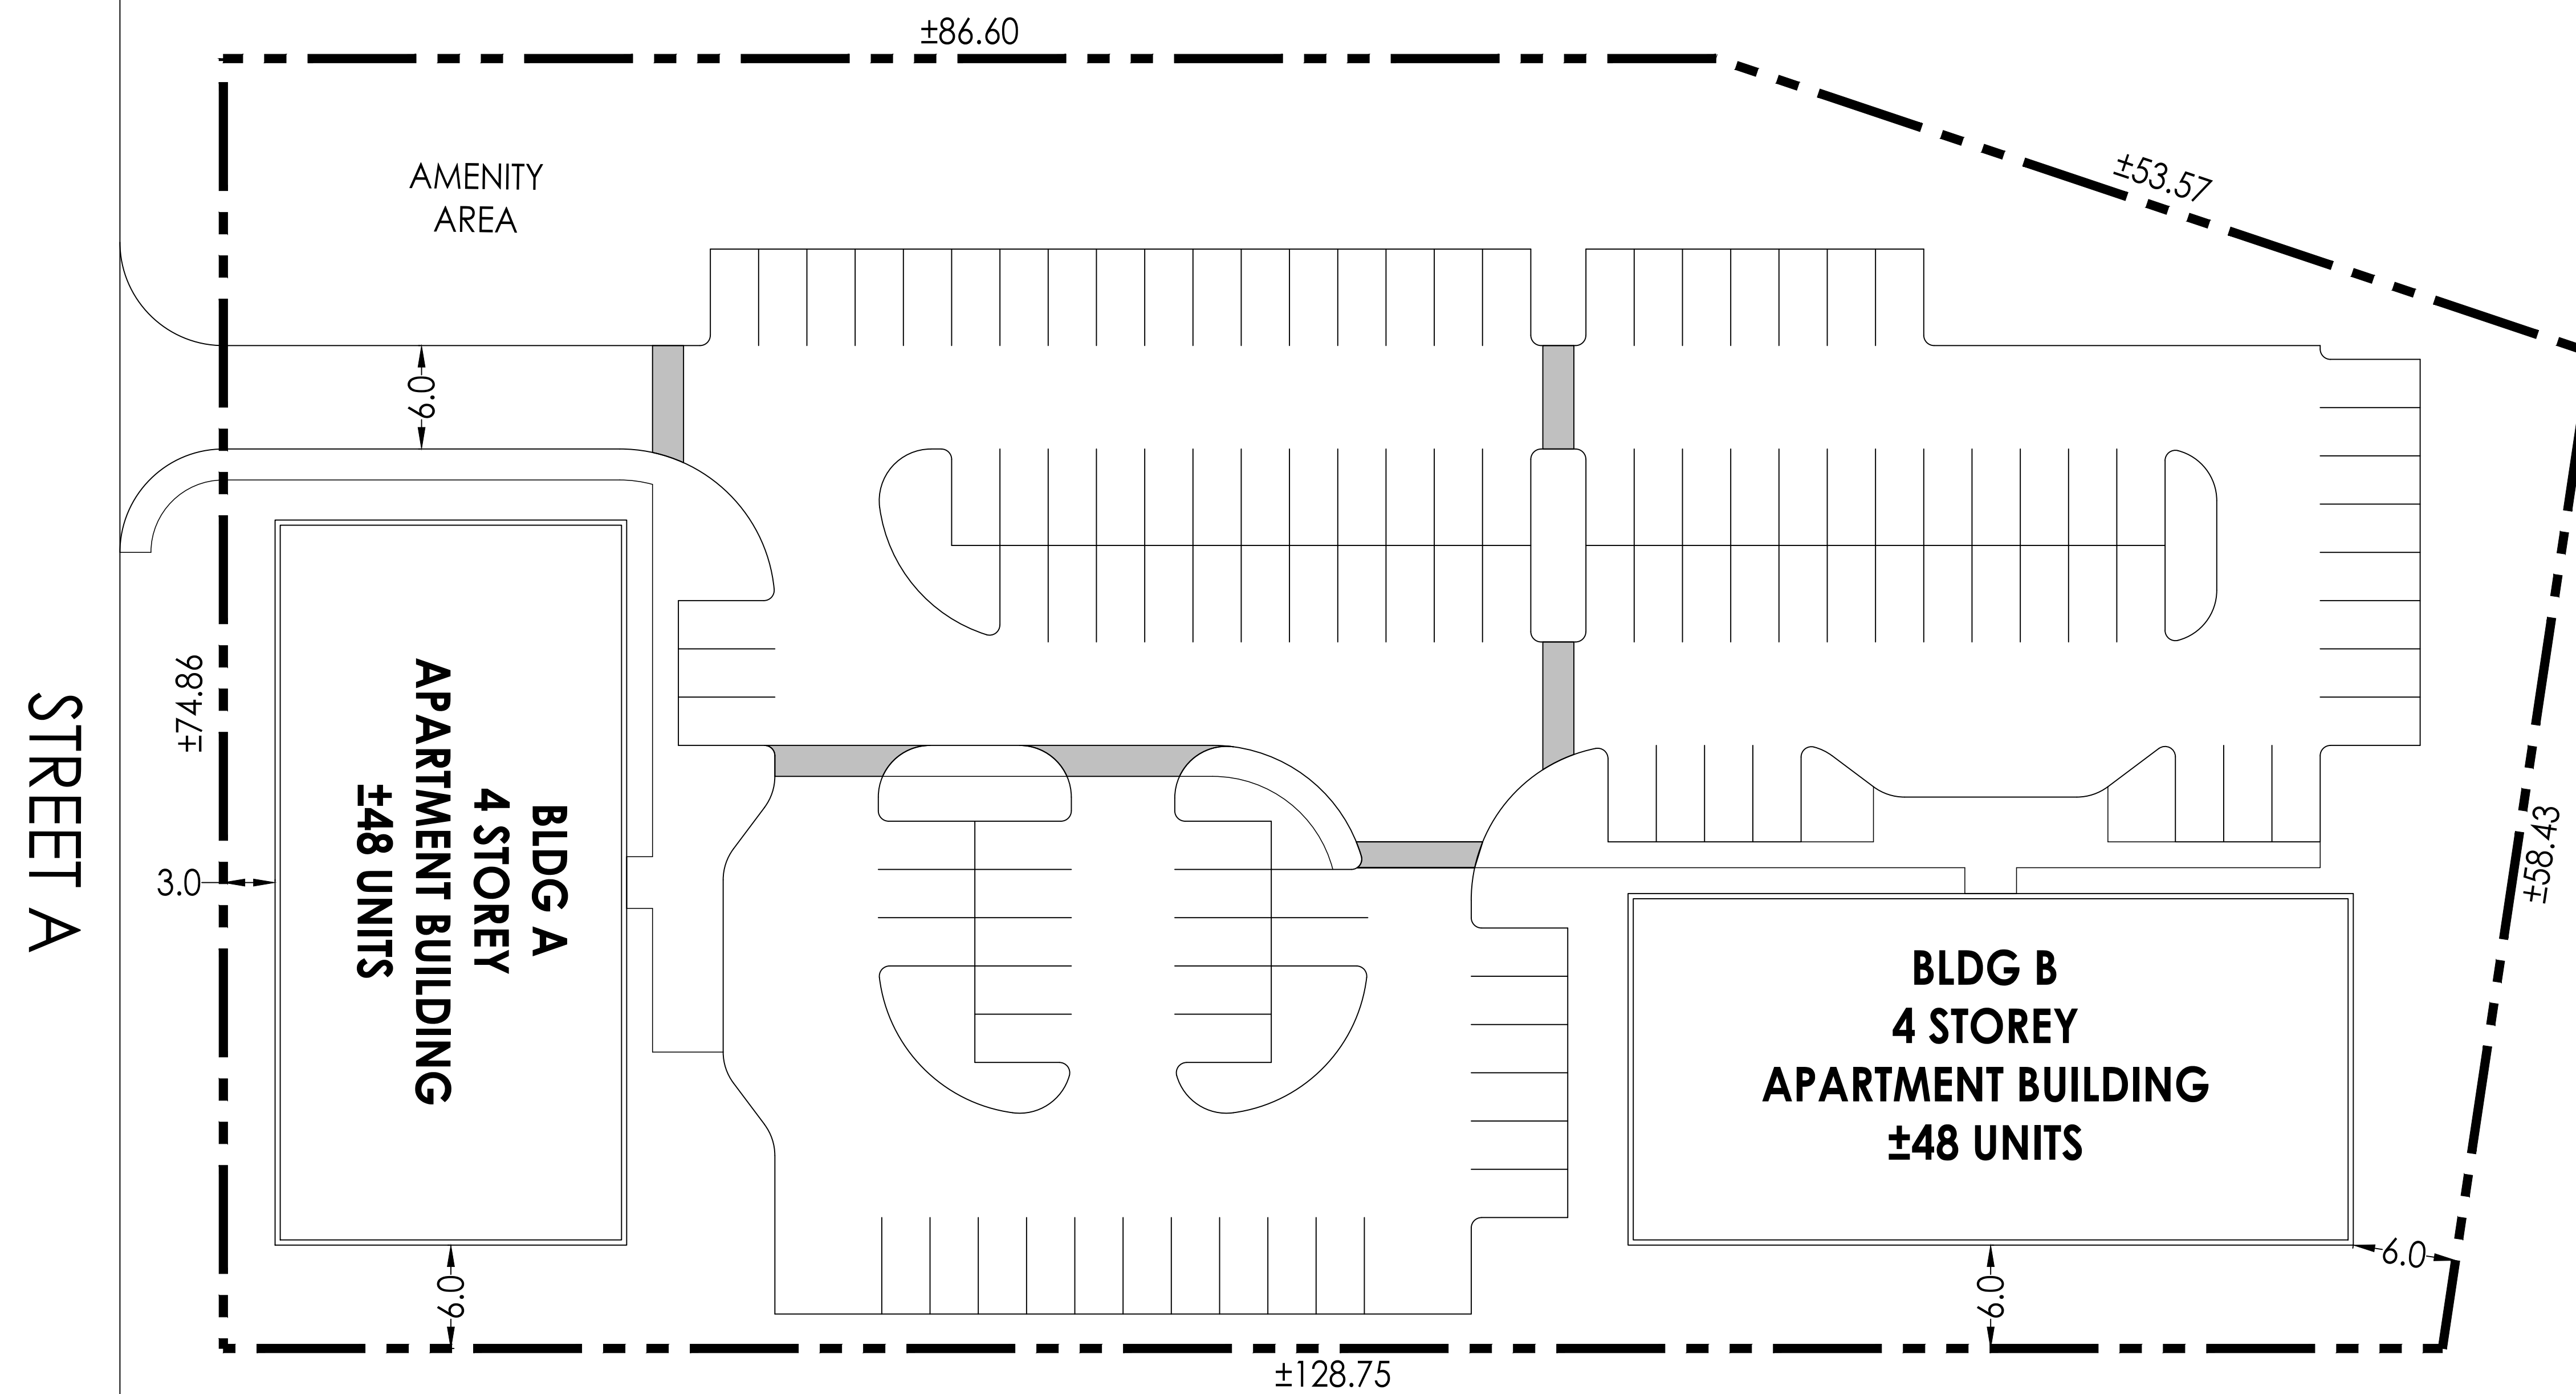 ±86.60
±53.57
AMENITY
AREA
6.0
±74.86
STREET A
3.0
BLDG A
4 STOREY
APARTMENT BUILDING
±48 UNITS
±58.43
BLDG B
4 STOREY
APARTMENT BUILDING
±48 UNITS
6.0
6.0
6.0
±128.75